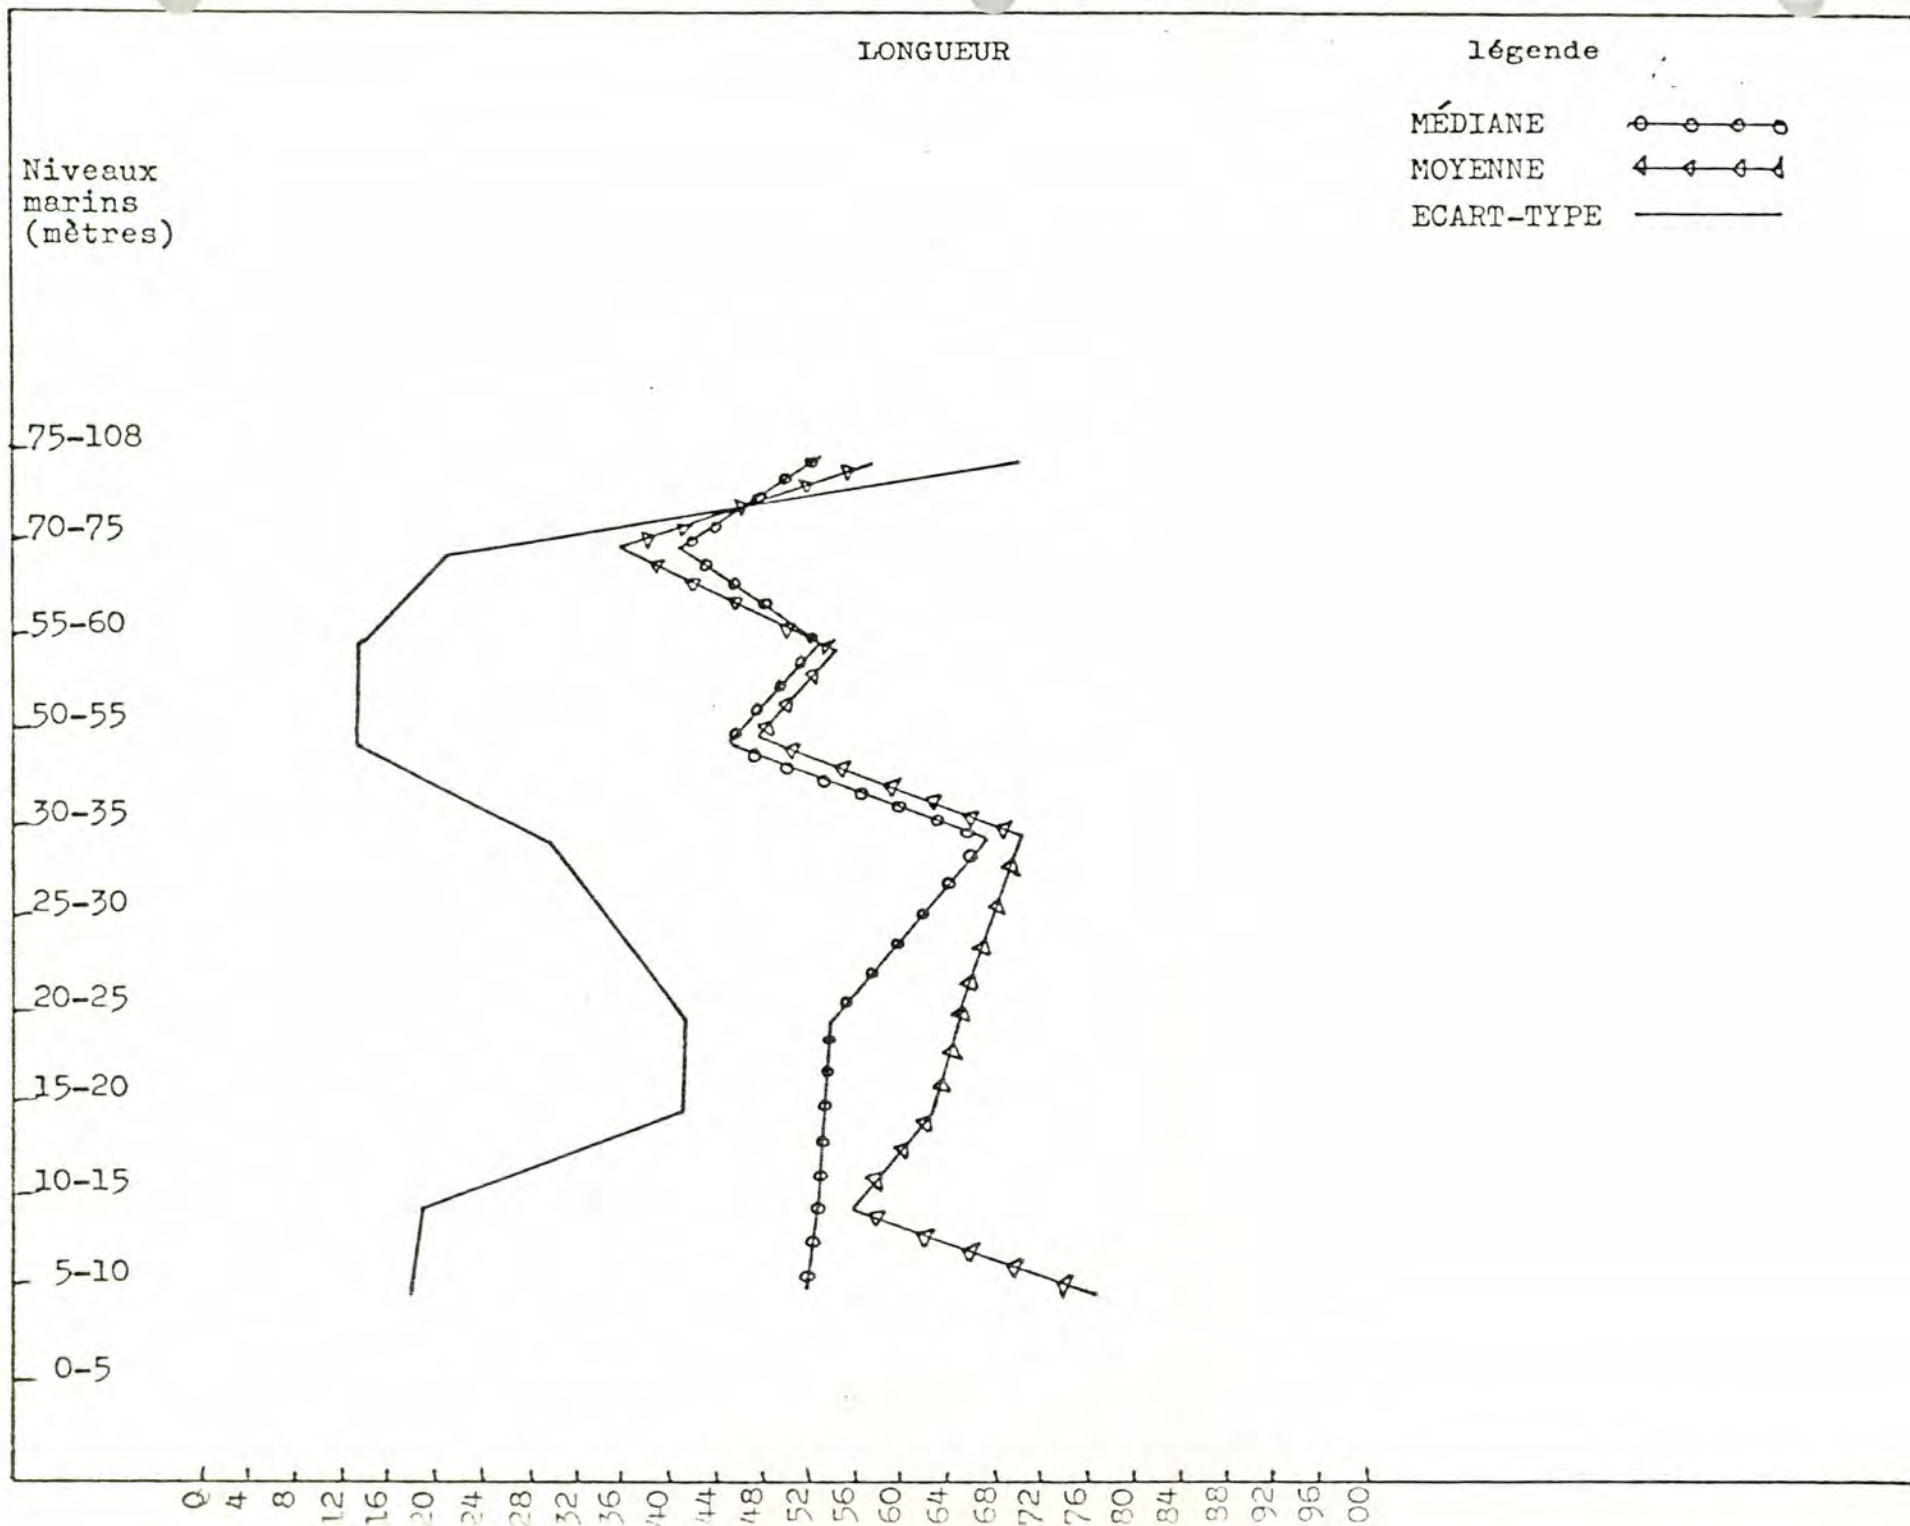 LONGUEUR
légende
MÉDIANE
MOYENNE
ECART-TYPE
Niveaux
marins
(mètres)
75-108
70-75
55-60
50-55
30-35
25-30
20-25
15-20
10-15
5-10
0-5
0 4 8 12 16 20 24 28 32 36 40 44 48 52 56 60 64 68 72 76 80 84 88 92 96 00